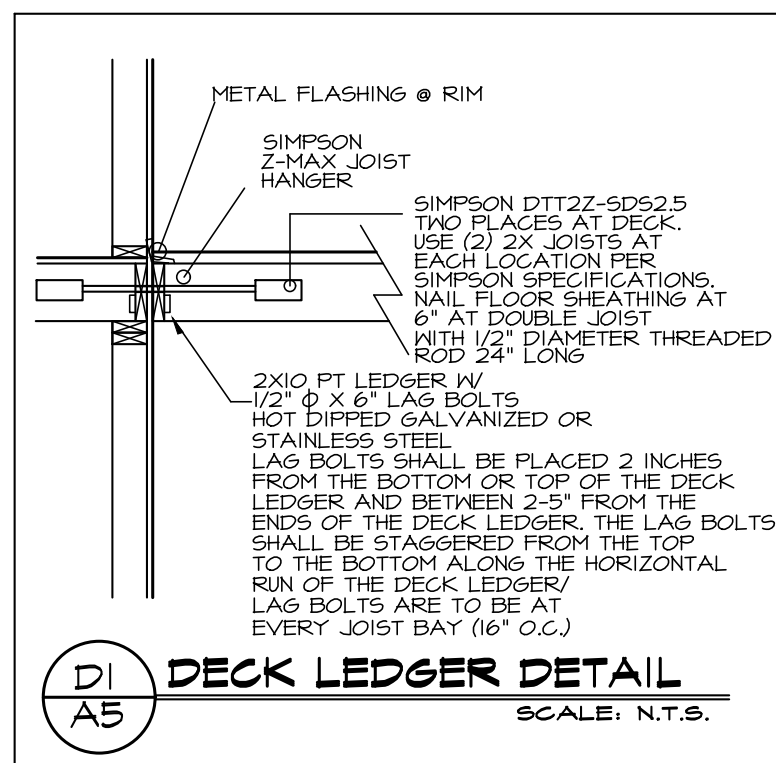 METAL FLASHING @ RIM
SIMPSON
Z-MAX JOIST
HANGER
SIMPSON DTT2Z-SDS2.5
TWO PLACES AT DECK.
USE (2) 2X JOISTS AT
EACH LOCATION PER
SIMPSON SPECIFICATIONS.
NAIL FLOOR SHEATHING AT
6" AT DOUBLE JOIST
WITH 1/2" DIAMETER THREADED
ROD 24" LONG
2X10 PT LEDGER W/
1/2" ϕ X 6" LAG BOLTS
HOT DIPPED GALVANIZED OR
STAINLESS STEEL
LAG BOLTS SHALL BE PLACED 2 INCHES
FROM THE BOTTOM OR TOP OF THE DECK
LEDGER AND BETWEEN 2-5" FROM THE
ENDS OF THE DECK LEDGER. THE LAG BOLTS
SHALL BE STAGGERED FROM THE TOP
TO THE BOTTOM ALONG THE HORIZONTAL
RUN OF THE DECK LEDGER/
LAG BOLTS ARE TO BE AT
EVERY JOIST BAY (16" O.C.)
D1
A5
DECK LEDGER DETAIL
SCALE: N.T.S.